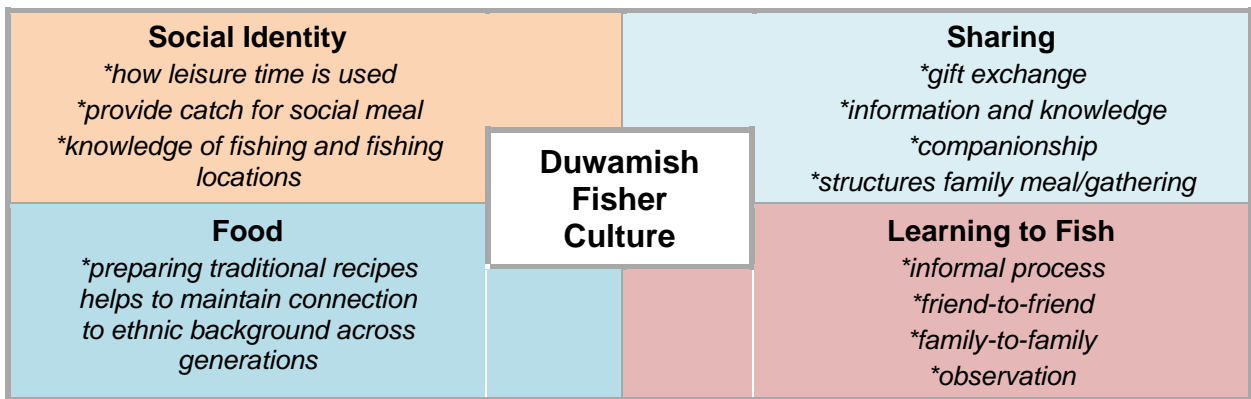 Social Identity
*how leisure time is used
*provide catch for social meal
*knowledge of fishing and fishing
locations
Sharing
*gift exchange
*information and knowledge
*companionship
*structures family meal/gathering
Duwamish
Fisher
Culture
Food
*preparing traditional recipes
helps to maintain connection
to ethnic background across
generations
Learning to Fish
*informal process
*friend-to-friend
*family-to-family
*observation